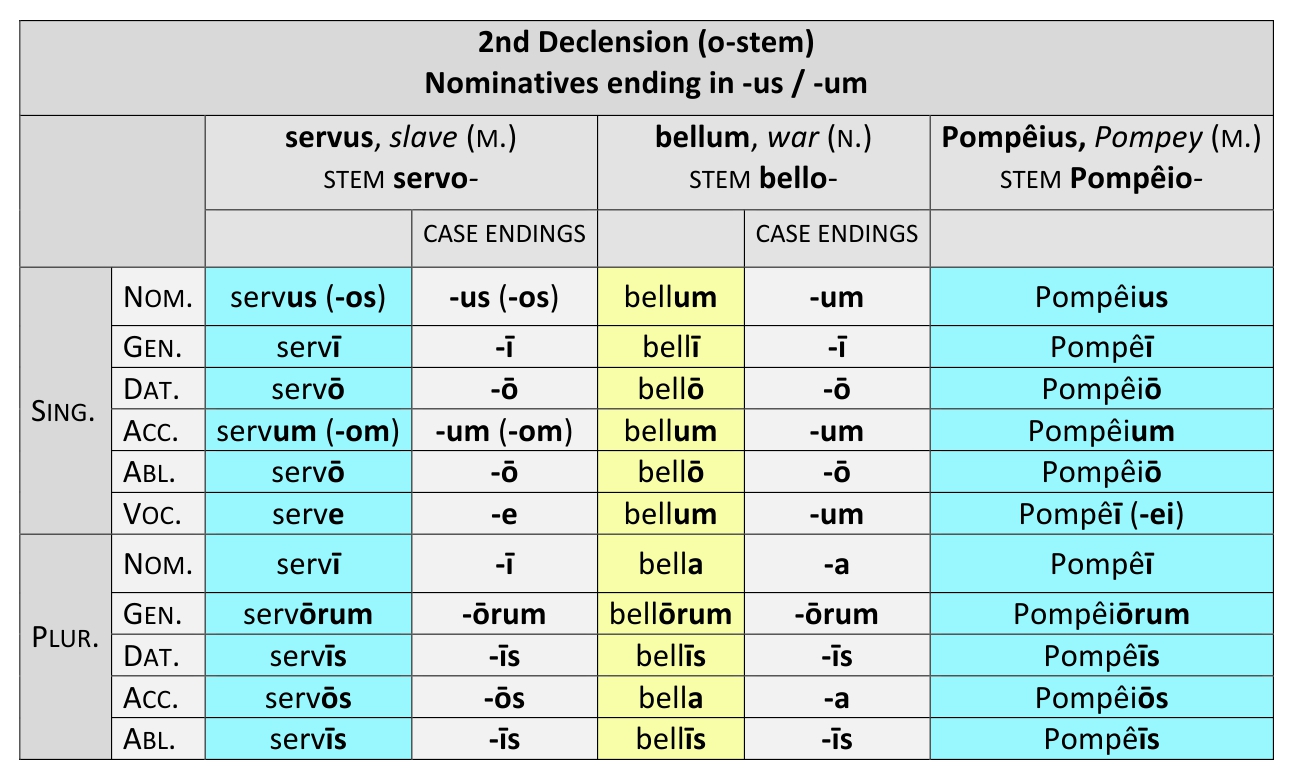 2nd Declension (o-stem)
Nominatives ending in -us / -um
servus, slave (M.) bellum, war (N.) Pompêius, Pompey (M.)
STEM servo- STEM bello- STEM Pompêio-
CASE ENDINGS CASE ENDINGS
SING.
NOM. servus (-os) -us (-os) bellum -um Pompêius
GEN. servī -ī bellī -ī Pompêī
DAT. servō -ō bellō -ō Pompêiō
ACC. servum (-om) -um (-om) bellum -um Pompêium
ABL. servō -ō bellō -ō Pompêiō
VOC. serve -e bellum -um Pompêī (-ei)
PLUR.
NOM. servī -ī bella -a Pompêī
GEN. servōrum -ōrum bellōrum -ōrum Pompêiōrum
DAT. servīs -īs bellīs -īs Pompêīs
ACC. servōs -ōs bella -a Pompêiōs
ABL. servīs -īs bellīs -īs Pompêīs